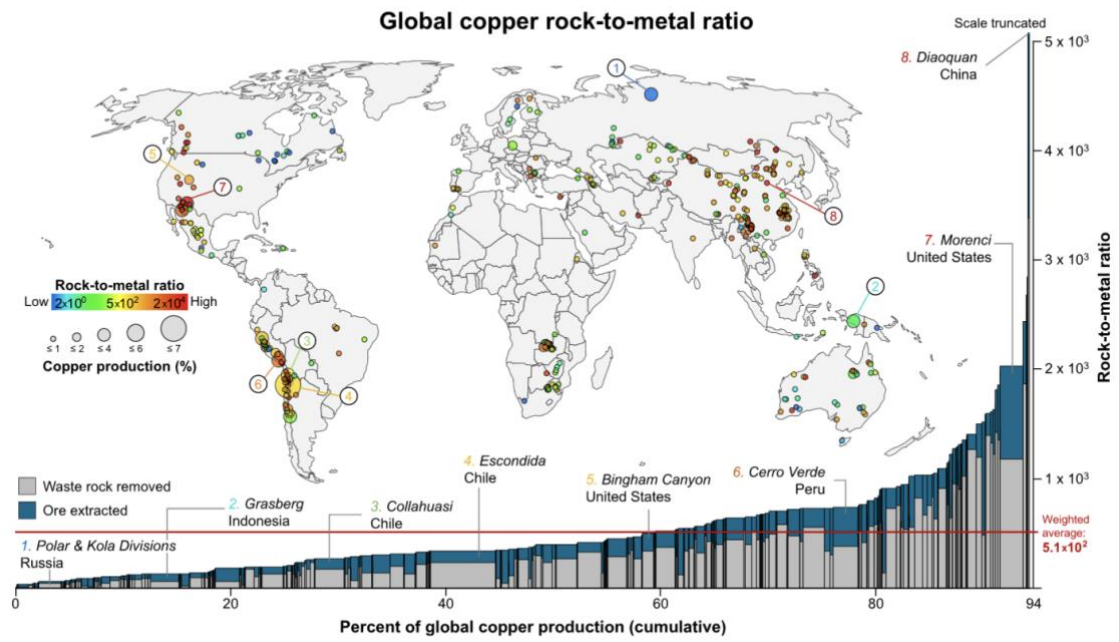 Global copper rock-to-metal ratio
Scale truncated
5 x 10³
8. Diaoquan
China
1
4 x 10³
5
7
8
7. Morenci
United States
3 x 10³
Rock-to-metal ratio
Low 2x10⁰ 5x10² 2x10⁴ High
≤ 1 ≤ 2 ≤ 4 ≤ 6 ≤ 7
Copper production (%)
2
3
6
4
2 x 10³
Rock-to-metal ratio
4. Escondida
Chile
5. Bingham Canyon
United States
6. Cerro Verde
Peru
1 x 10³
Waste rock removed
Ore extracted
2. Grasberg
Indonesia
3. Collahuasi
Chile
Weighted
average:
5.1x10²
1. Polar & Kola Divisions
Russia
0 20 40 60 80 94
Percent of global copper production (cumulative)